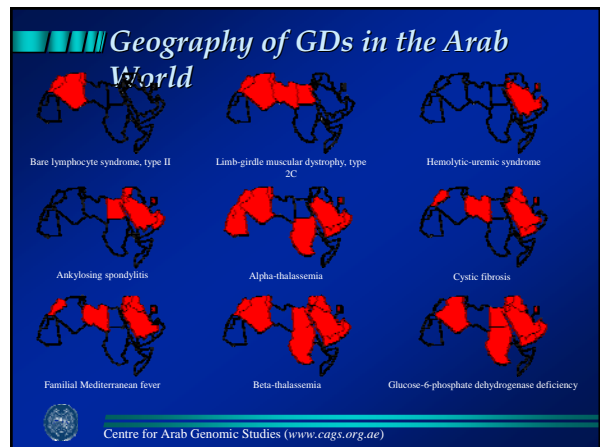 Geography of GDs in the Arab
World
Bare lymphocyte syndrome, type II
Limb-girdle muscular dystrophy, type
2C
Hemolytic-uremic syndrome
Ankylosing spondylitis
Alpha-thalassemia
Cystic fibrosis
Familial Mediterranean fever
Beta-thalassemia
Glucose-6-phosphate dehydrogenase deficiency
Centre for Arab Genomic Studies (www.cags.org.ae)